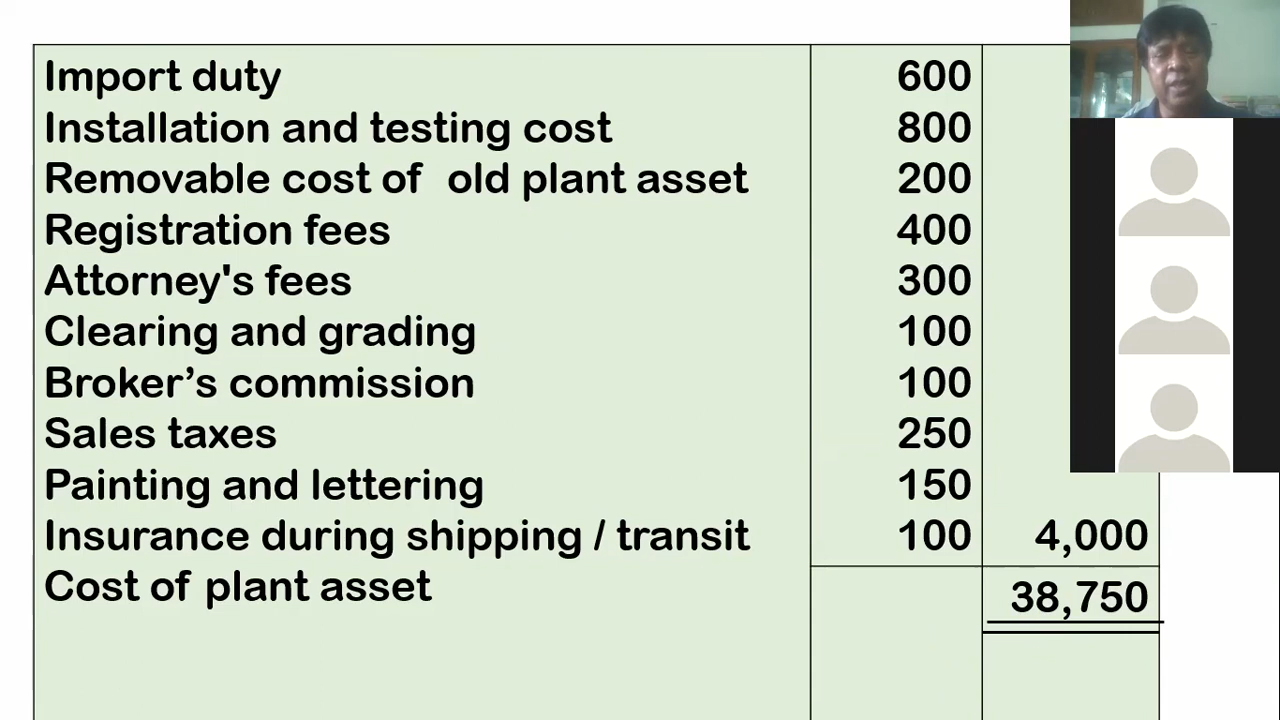 Import duty 600
Installation and testing cost 800
Removable cost of old plant asset 200
Registration fees 400
Attorney's fees 300
Clearing and grading 100
Broker’s commission 100
Sales taxes 250
Painting and lettering 150
Insurance during shipping / transit 100 4,000
Cost of plant asset 38,750